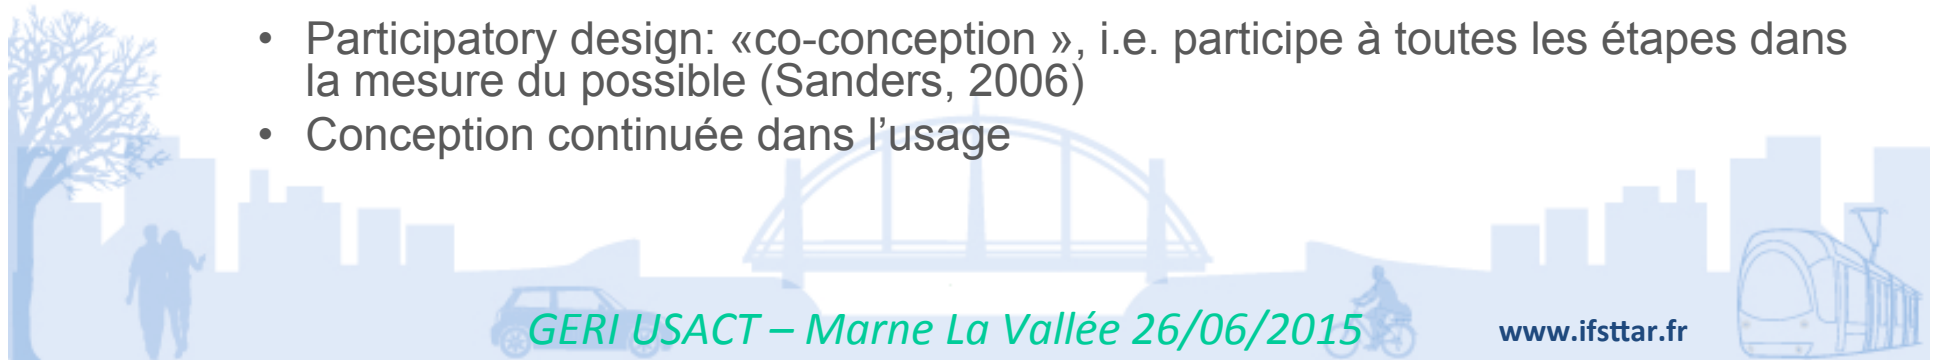 • Participatory design: «co-conception », i.e. participe à toutes les étapes dans
la mesure du possible (Sanders, 2006)
• Conception continuée dans l’usage
GERI USACT – Marne La Vallée 26/06/2015
www.ifsttar.fr